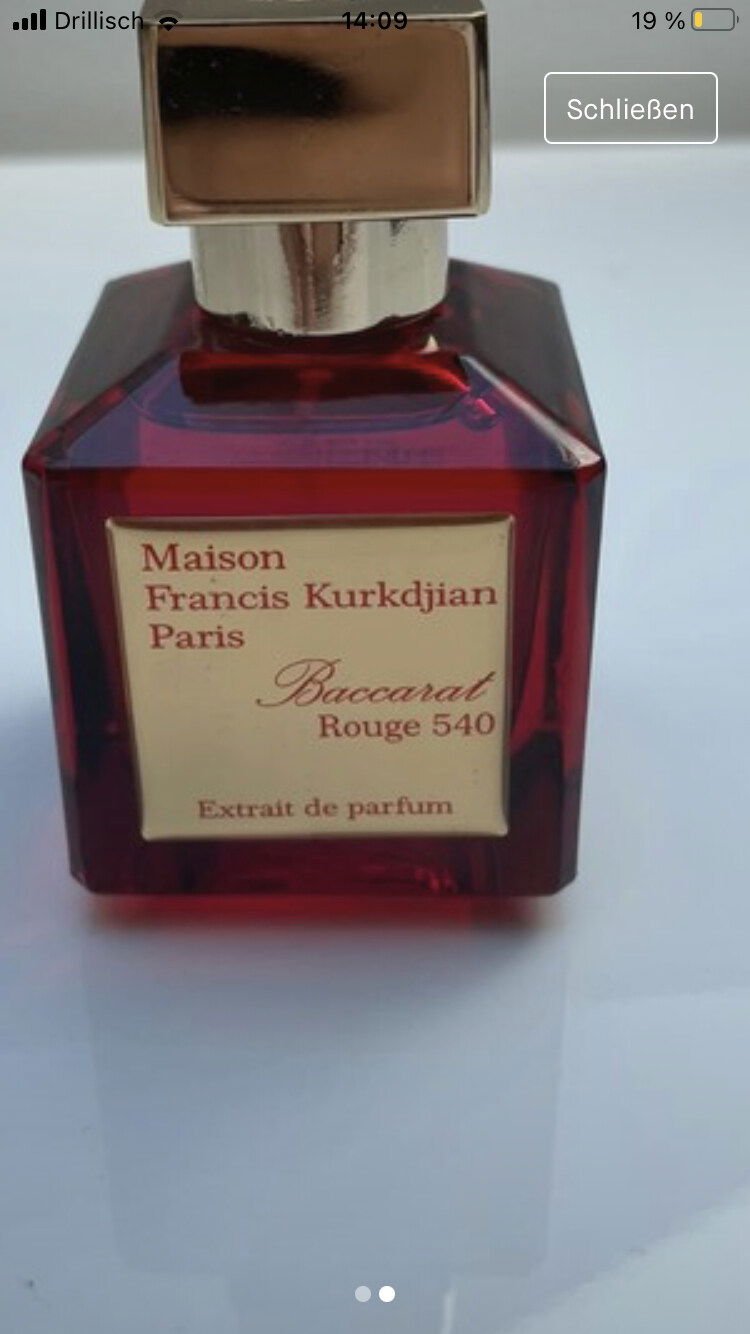 Drillisch 14:09 19 %
Schließen
Maison
Francis Kurkdjian
Paris
Baccarat
Rouge 540
Extrait de parfum